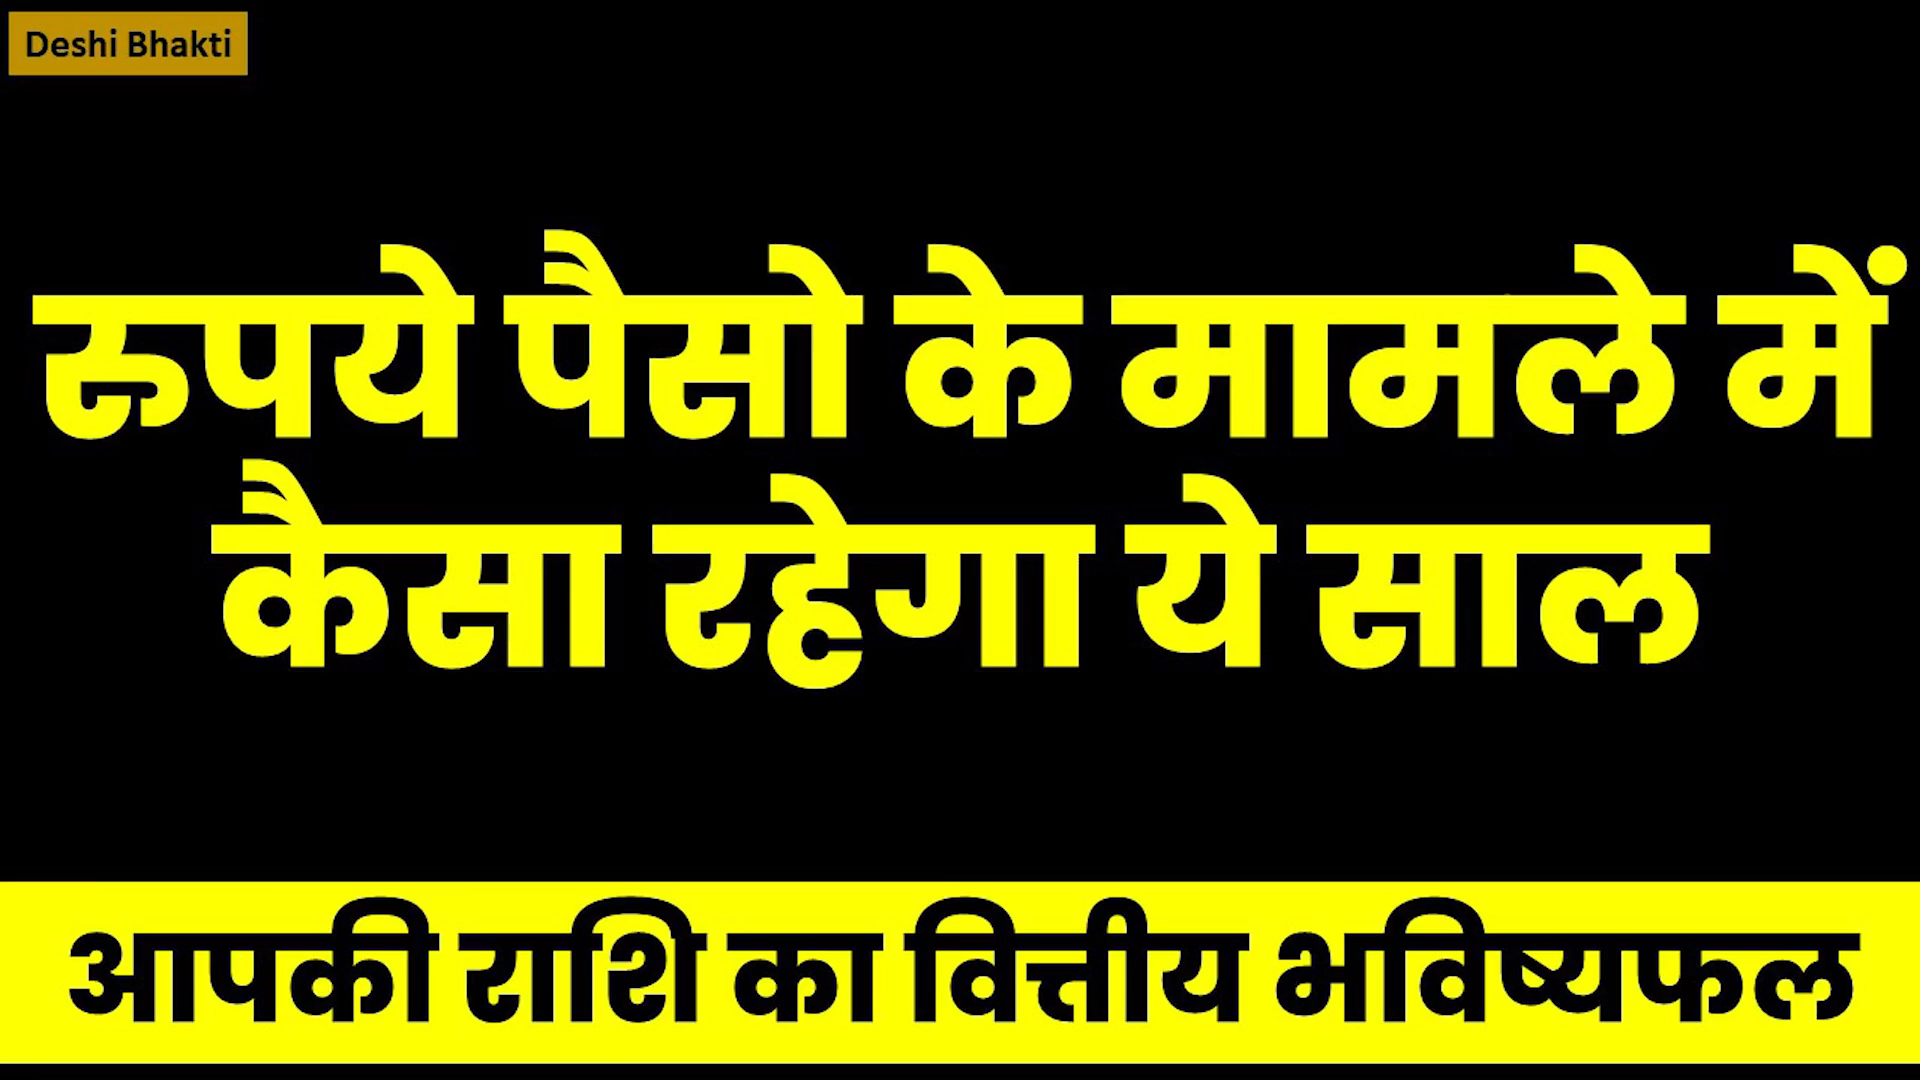 Deshi Bhakti
रुपये पैसो के मामले में
कैसा रहेगा ये साल
आपकी राशि का वित्तीय भविष्यफल